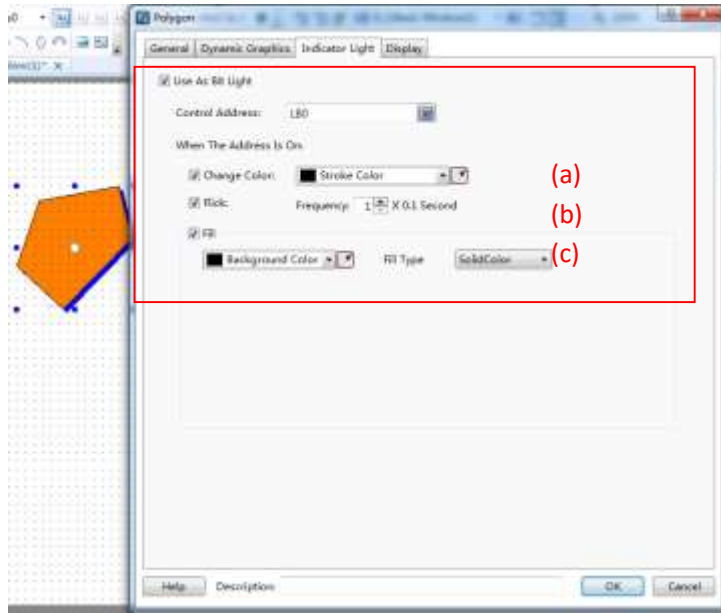 Polygon
General Dynamic Graphics Indicator Light Display
Use As Bit Light
Control Address: LB0
When The Address Is On
Change Color: Stroke Color (a)
Flick: Frequency: 1 X 0.1 Second (b)
Fill
Background Color Fill Type SolidColor (c)
Help Description: OK Cancel